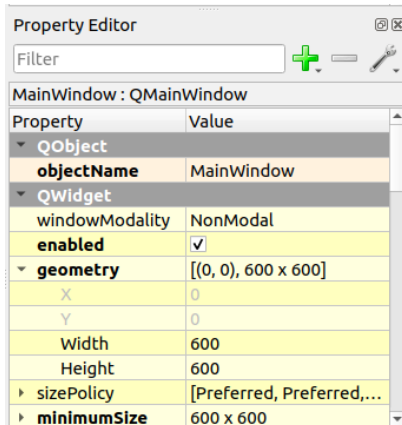 Property Editor
Filter
MainWindow : QMainWindow
Property Value
QObject
objectName MainWindow
QWidget
windowModality NonModal
enabled
geometry [(0, 0), 600 x 600]
X 0
Y 0
Width 600
Height 600
sizePolicy [Preferred, Preferred,...
minimumSize 600 x 600